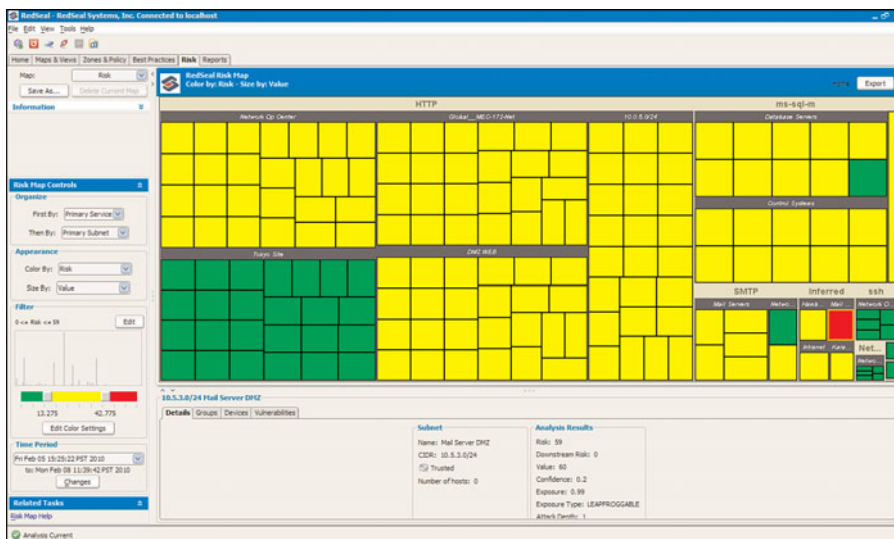 RedSeal - RedSeal Systems, Inc. Connected to localhost
File Edit View Tools Help
Home Maps & Views Zones & Policy Best Practices Risk Reports
Map: Risk
Save As... Delete Current Map
Information
Risk Map Controls
Organize
First By: Primary Service
Then By: Primary Subnet
Appearance
Color By: Risk
Size By: Value
Filter
0 <= Risk <= 59 Edit
13.275 42.775
Edit Color Settings
Time Period
Fri Feb 05 15:25:22 PST 2010
to: Mon Feb 08 11:39:42 PST 2010
Changes
Related Tasks
Risk Map Help
Analysis Current
RedSeal Risk Map
Color by: Risk - Size by: Value
Export
HTTP ms-sql-m
Network Op Center Global__MEC-172-Net 10.0.5.0/24 Database Servers
Control Systems
Tokyo Site DMZ.WEB
SMTP Inferred ssh
Mail Servers Netwo... Mail ... Network O...
Intranet Net...
Netwo...
10.5.3.0/24 Mail Server DMZ
Details Groups Devices Vulnerabilities
Subnet
Name: Mail Server DMZ
CIDR: 10.5.3.0/24
Trusted
Number of hosts: 0
Analysis Results
Risk: 59
Downstream Risk: 0
Value: 60
Confidence: 0.2
Exposure: 0.99
Exposure Type: LEAPFROGGABLE
Attack Depth: 1